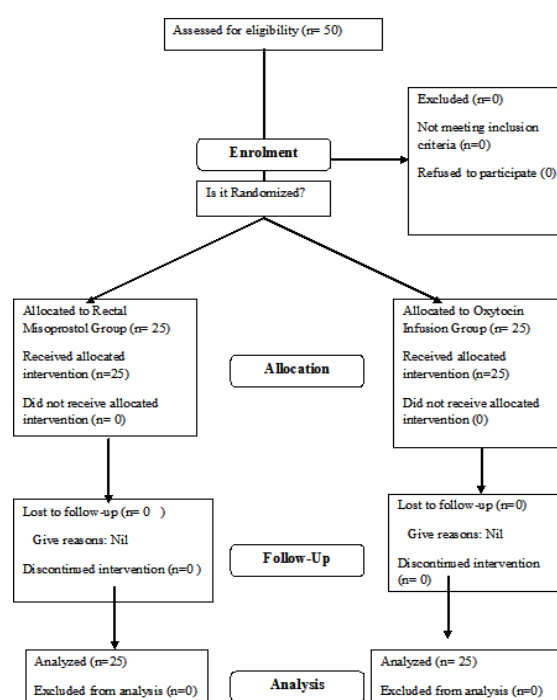 Assessed for eligibility (n= 50)
Excluded (n=0)
Not meeting inclusion
criteria (n=0)
Refused to participate (0)
Enrolment
Is it Randomized?
Allocated to Rectal
Misoprostol Group (n= 25)
Received allocated
intervention (n=25)
Did not receive allocated
intervention (n= 0)
Allocation
Allocated to Oxytocin
Infusion Group (n= 25)
Received allocated
intervention (n=25)
Did not receive allocated
intervention (0)
Lost to follow-up (n= 0 )
Give reasons: Nil
Discontinued intervention (n=0 )
Follow-Up
Lost to follow-up (n=0)
Give reasons: Nil
Discontinued intervention
(n= 0)
Analyzed (n=25)
Excluded from analysis (n=0)
Analysis
Analyzed (n= 25)
Excluded from analysis (n=0)